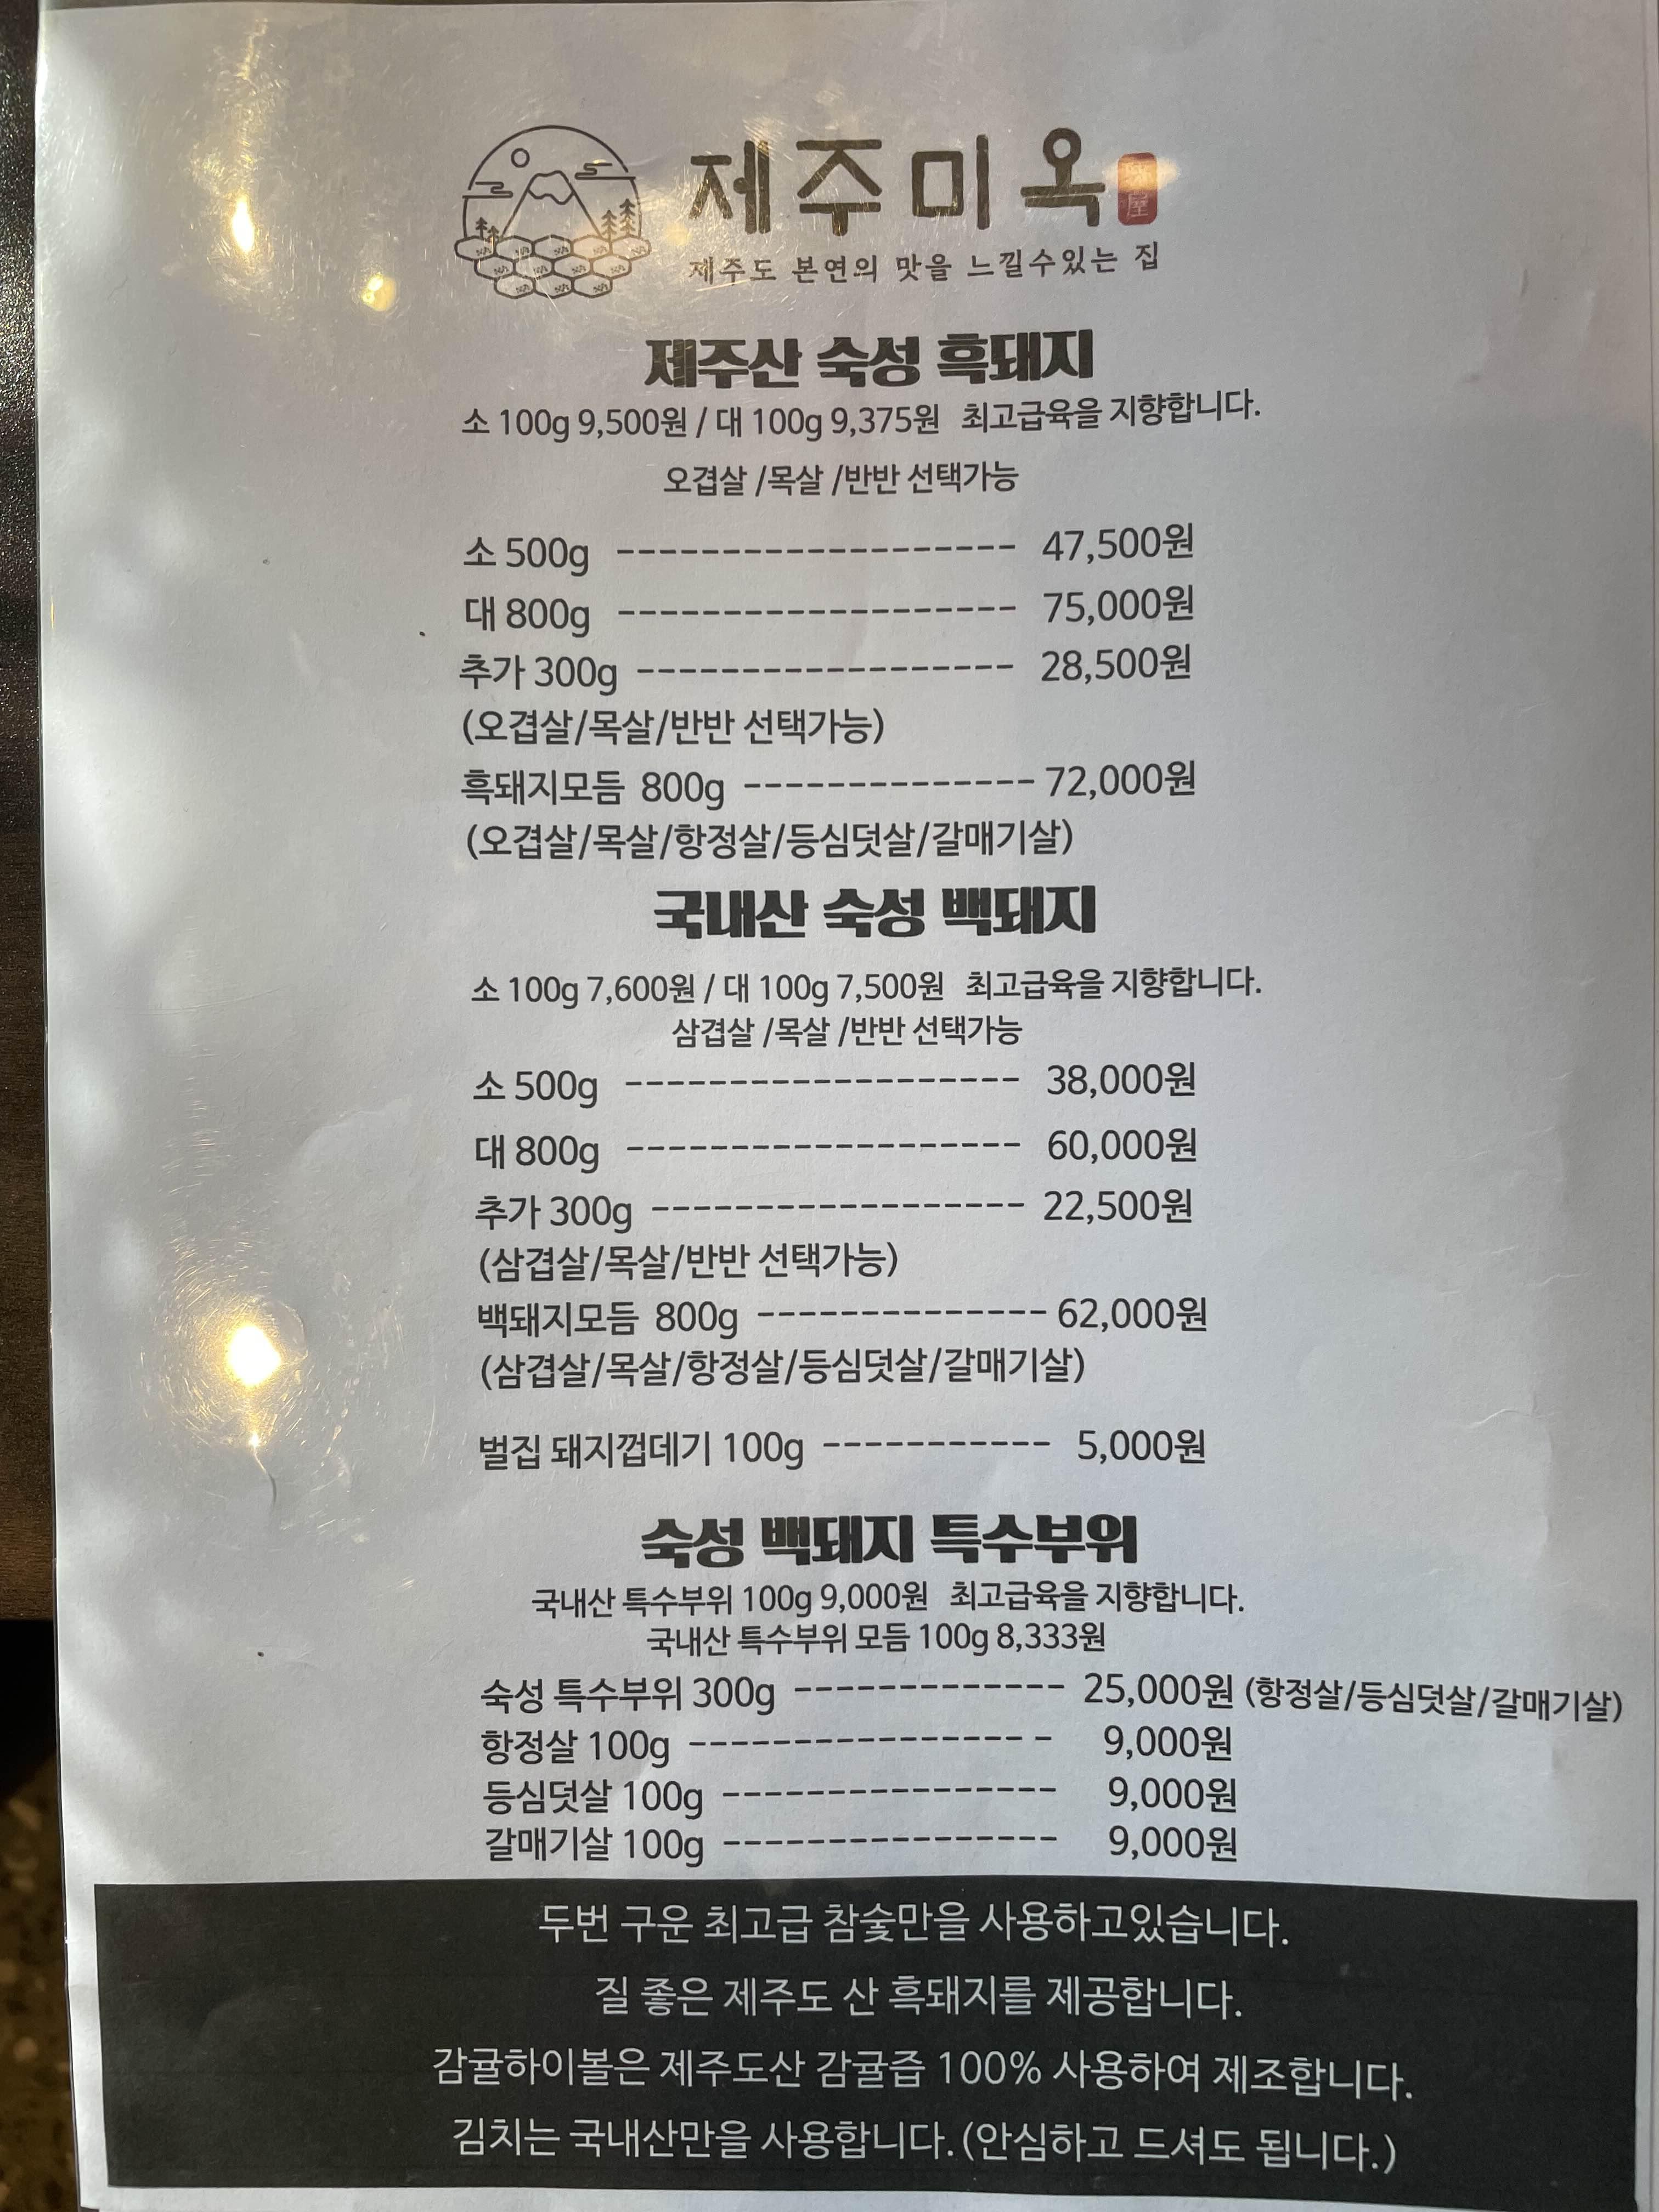 제주미옥
제주도 본연의 맛을 느낄수있는 집
제주산 숙성 흑돼지
소 100g 9,500원 / 대 100g 9,375원 최고급육을 지향합니다.
오겹살 /목살 /반반 선택가능
소 500g ------------------- 47,500원
대 800g ------------------- 75,000원
추가 300g ------------------ 28,500원
(오겹살/목살/반반 선택가능)
흑돼지모듬 800g -------------- 72,000원
(오겹살/목살/항정살/등심덧살/갈매기살)
국내산 숙성 백돼지
소 100g 7,600원 / 대 100g 7,500원 최고급육을 지향합니다.
삼겹살 /목살 /반반 선택가능
소 500g ------------------- 38,000원
대 800g ------------------- 60,000원
추가 300g ------------------ 22,500원
(삼겹살/목살/반반 선택가능)
백돼지모듬 800g -------------- 62,000원
(삼겹살/목살/항정살/등심덧살/갈매기살)
벌집 돼지껍데기 100g ----------- 5,000원
숙성 백돼지 특수부위
국내산 특수부위 100g 9,000원 최고급육을 지향합니다.
국내산 특수부위 모듬 100g 8,333원
숙성 특수부위 300g ------------- 25,000원 (항정살/등심덧살/갈매기살)
항정살 100g ----------------- 9,000원
등심덧살 100g ---------------- 9,000원
갈매기살 100g ---------------- 9,000원
두번 구운 최고급 참숯만을 사용하고있습니다.
질 좋은 제주도 산 흑돼지를 제공합니다.
감귤하이볼은 제주도산 감귤즙 100% 사용하여 제조합니다.
김치는 국내산만을 사용합니다.(안심하고 드셔도 됩니다.)